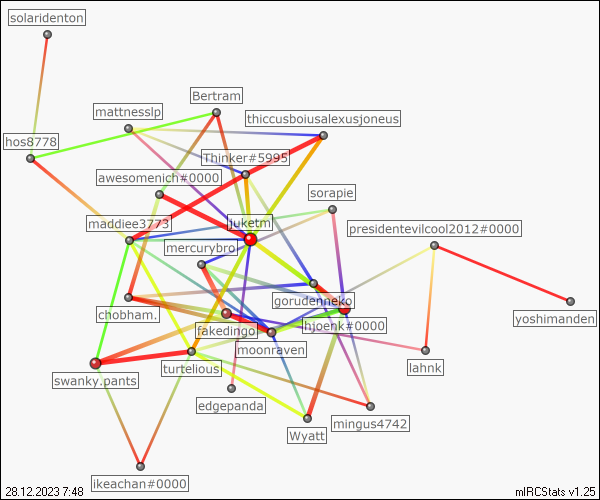 solaridenton
Bertram
mattnesslp
thiccusboiusalexusjoneus
hos8778
Thinker#5995
awesomenich#0000
sorapie
maddiee3773
juketm
presidentevilcool2012#0000
mercurybro
gorudenneko
chobham.
yoshimanden
fakedingo
hjoenk#0000
moonraven
lahnk
turtelious
swanky.pants
edgepanda
mingus4742
Wyatt
ikeachan#0000
28.12.2023 7:48
mIRCStats v1.25